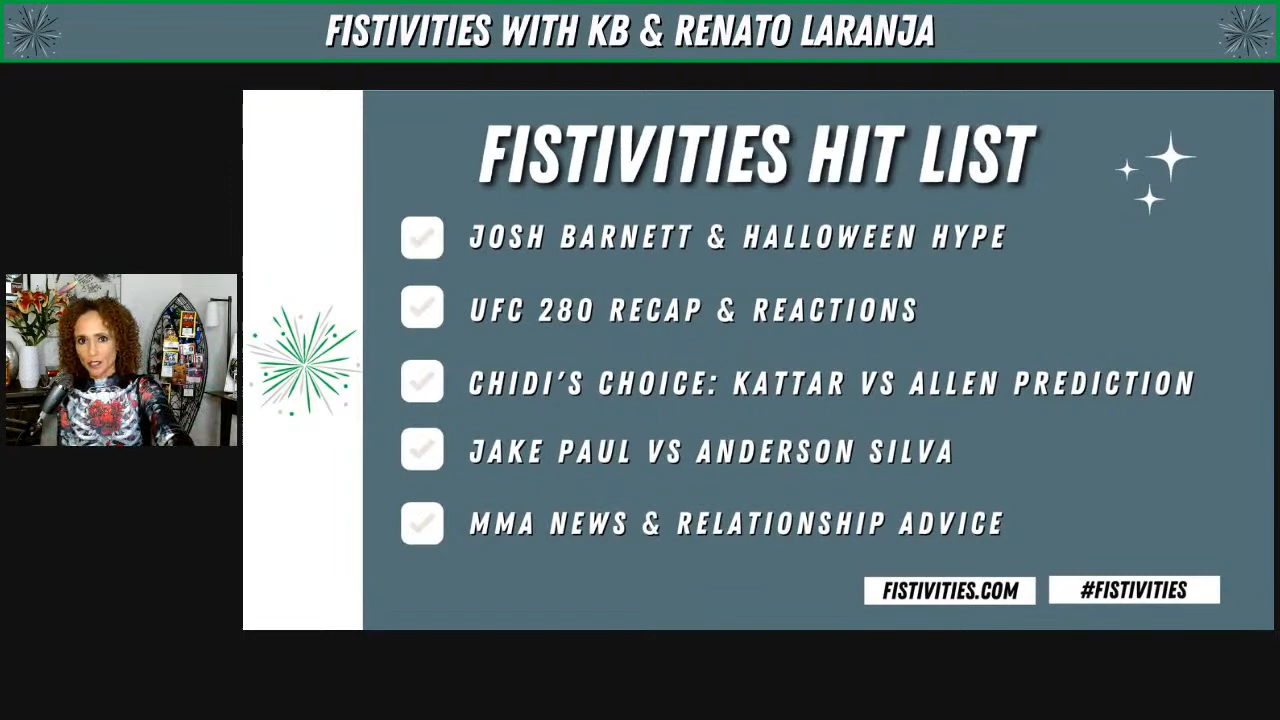 FISTIVITIES WITH KB & RENATO LARANJA
FISTIVITIES HIT LIST
JOSH BARNETT & HALLOWEEN HYPE
UFC 280 RECAP & REACTIONS
CHIDI'S CHOICE: KATTAR VS ALLEN PREDICTION
JAKE PAUL VS ANDERSON SILVA
MMA NEWS & RELATIONSHIP ADVICE
FISTIVITIES.COM
#FISTIVITIES